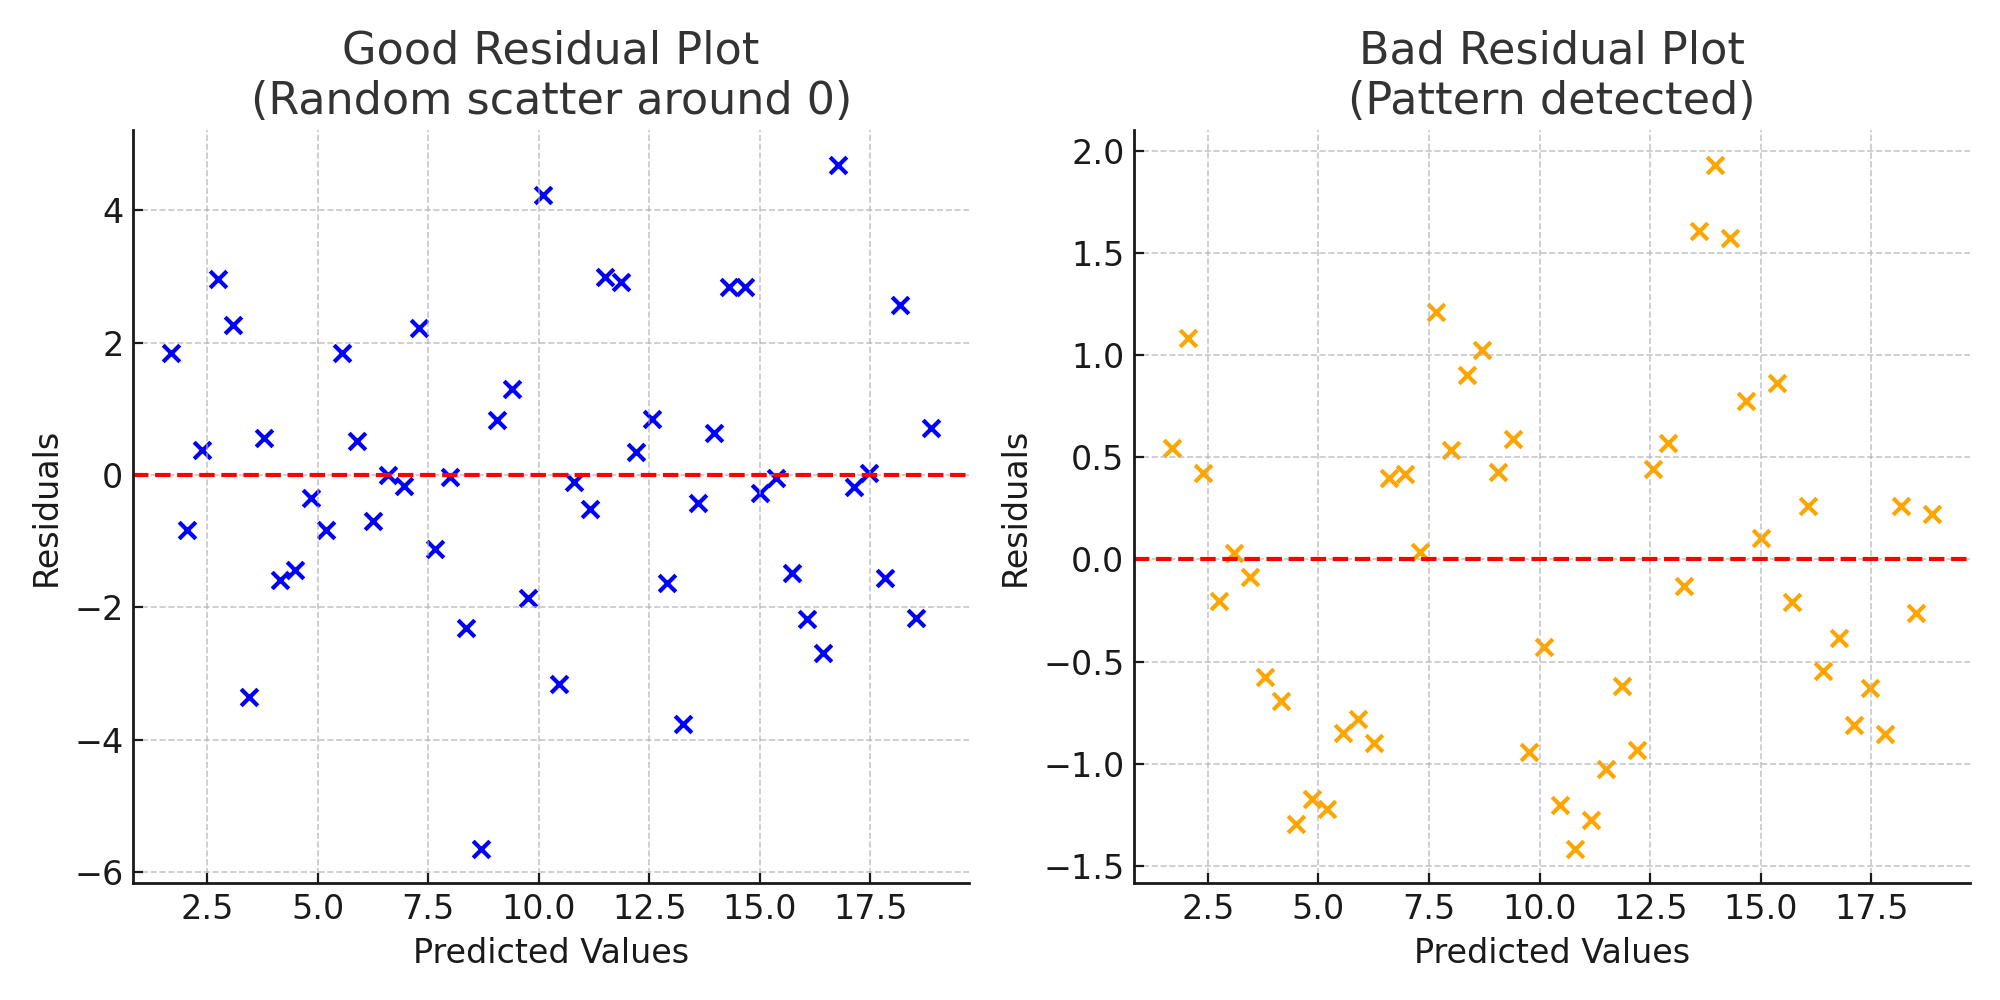 Good Residual Plot
(Random scatter around 0)
Residuals
4
2
0
−2
−4
−6
2.5 5.0 7.5 10.0 12.5 15.0 17.5
Predicted Values
Bad Residual Plot
(Pattern detected)
Residuals
2.0
1.5
1.0
0.5
0.0
−0.5
−1.0
−1.5
2.5 5.0 7.5 10.0 12.5 15.0 17.5
Predicted Values